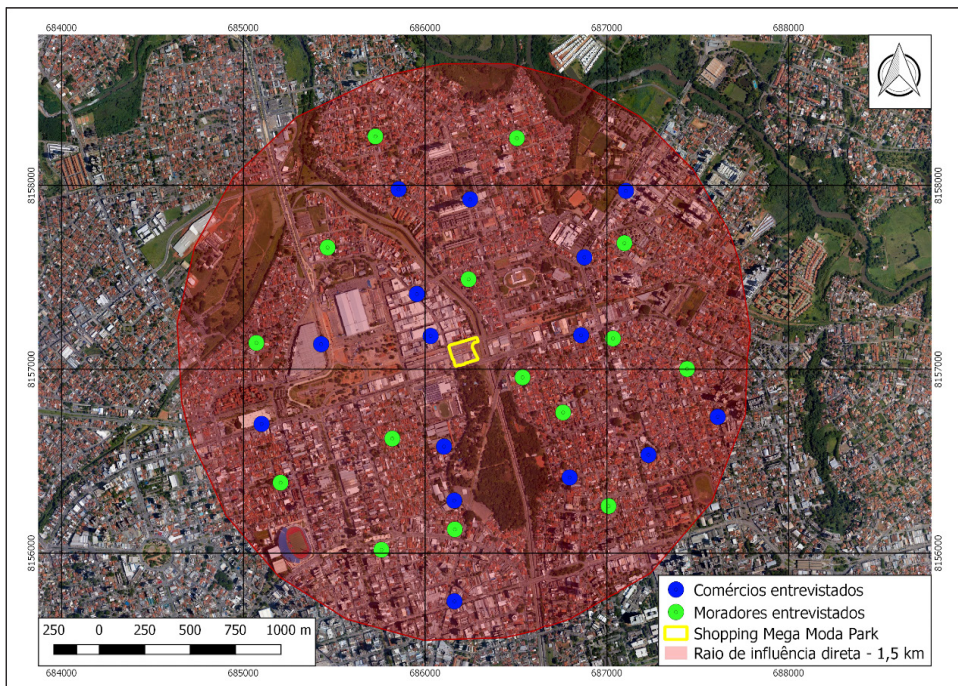 684000 685000 686000 687000 688000
8158000 8158000
8157000 8157000
8156000 8156000
Comércios entrevistados
Moradores entrevistados
Shopping Mega Moda Park
Raio de influência direta - 1,5 km
250 0 250 500 750 1000 m
684000 685000 686000 687000 688000